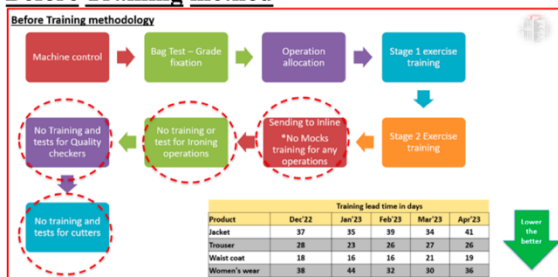 Before Training method
Before Training methodology
Machine control
Bag Test – Grade
fixation
Operation
allocation
Stage 1 exercise
training
No Training and
tests for Quality
checkers
No training or
test for Ironing
operations
Sending to Inline
*No Mocks
training for any
operations
Stage 2 Exercise
training
No training and
tests for cutters
Training lead time in days
Product Dec'22 Jan'23 Feb'23 Mar'23 Apr'23
Jacket 37 35 39 34 41
Trouser 28 23 26 27 26
Waist coat 18 16 16 21 19
Women's wear 38 44 32 30 36
Lower
the
better